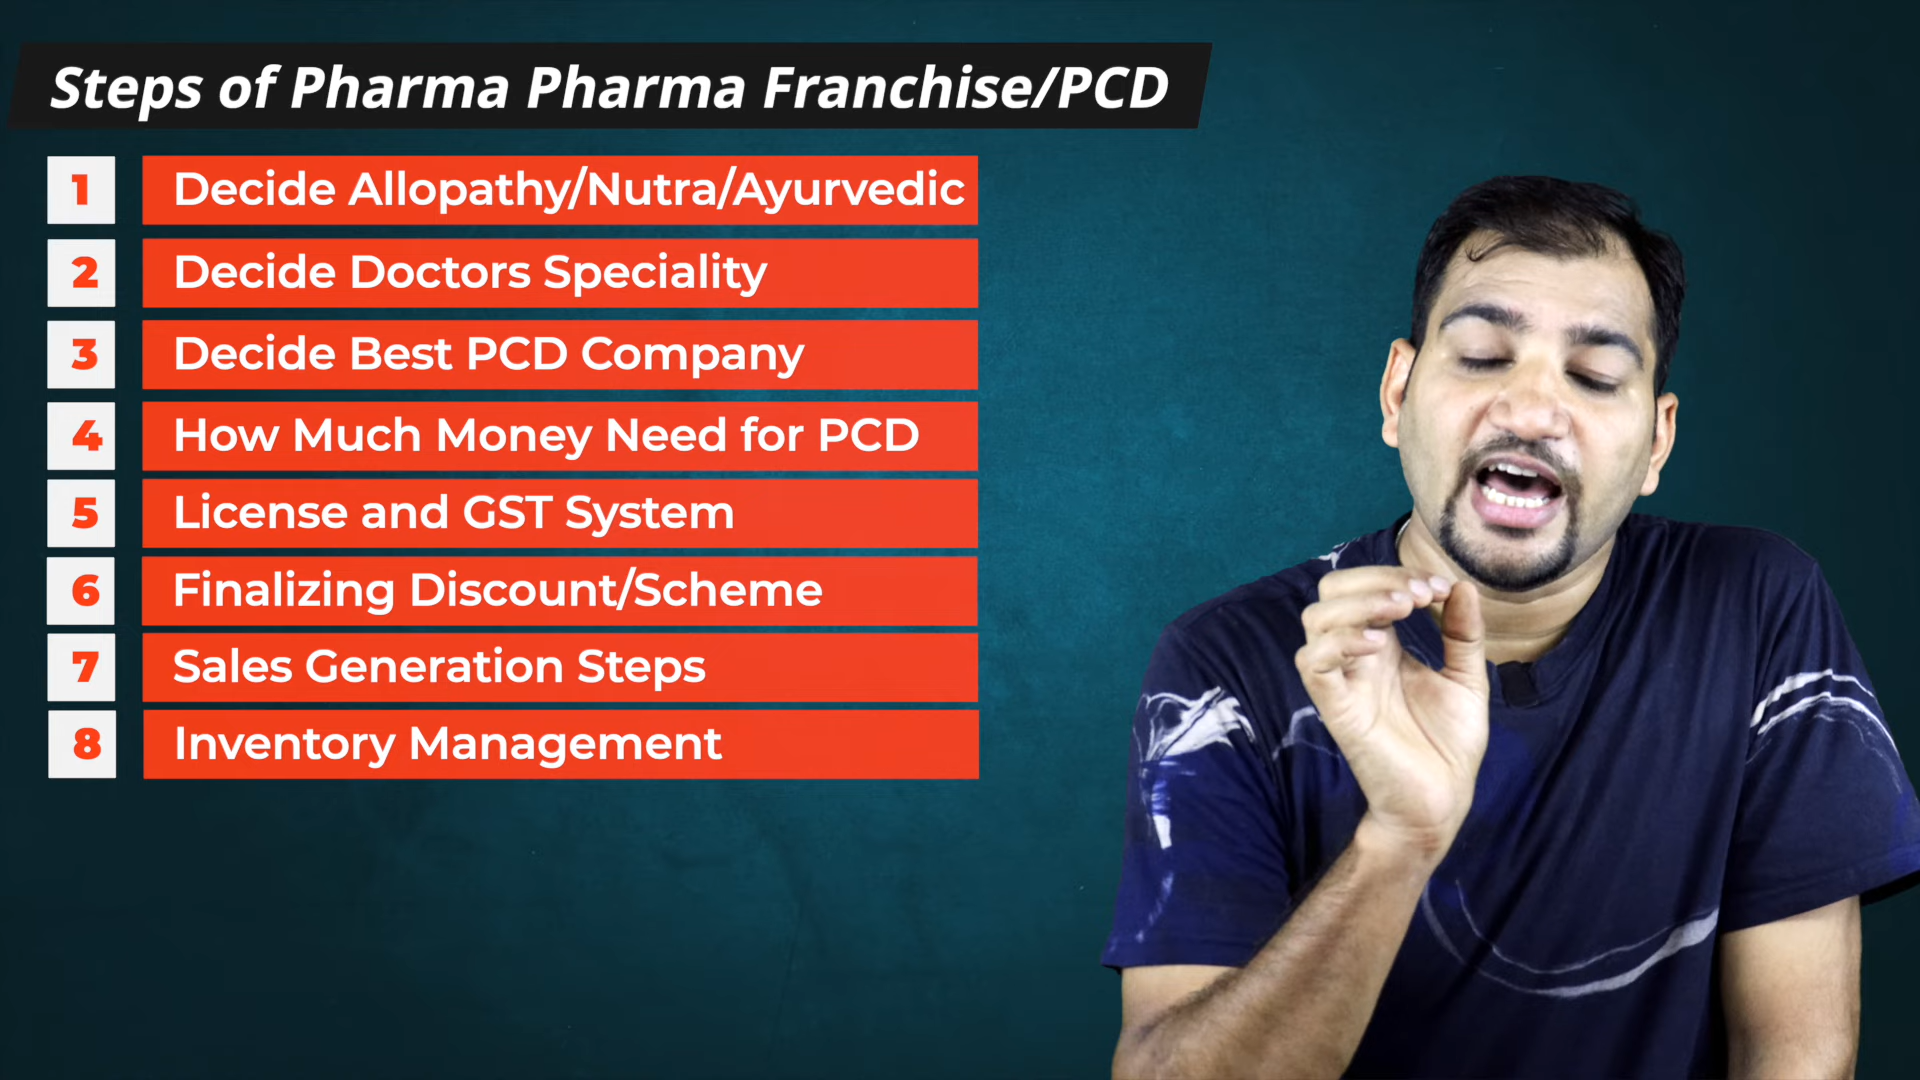 Steps of Pharma Pharma Franchise/PCD
1 Decide Allopathy/Nutra/Ayurvedic
2 Decide Doctors Speciality
3 Decide Best PCD Company
4 How Much Money Need for PCD
5 License and GST System
6 Finalizing Discount/Scheme
7 Sales Generation Steps
8 Inventory Management